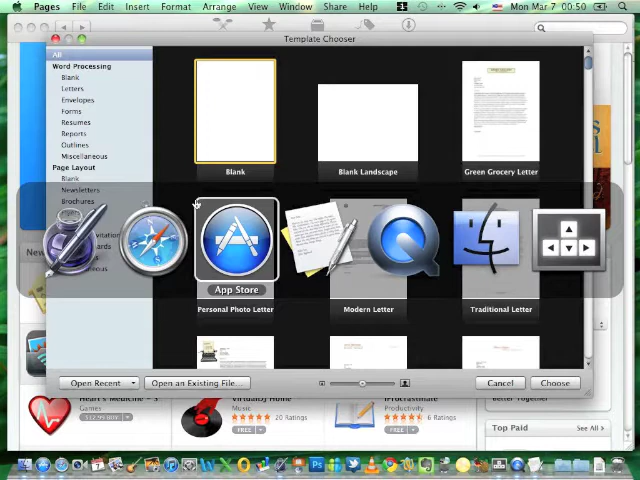 Pages File Edit Insert Format Arrange View Window Share Help
Mon Mar 7 00:50
Template Chooser
All
Word Processing
Blank
Letters
Envelopes
Forms
Resumes
Reports
Outlines
Miscellaneous
Page Layout
Blank
Newsletters
Brochures
Blank
Blank Landscape
Green Grocery Letter
App Store
Personal Photo Letter
Modern Letter
Traditional Letter
Open Recent
Open an Existing File...
Cancel
Choose
Games
Music
20 Ratings
FREE
Productivity
6 Ratings
FREE
Top Paid
See All